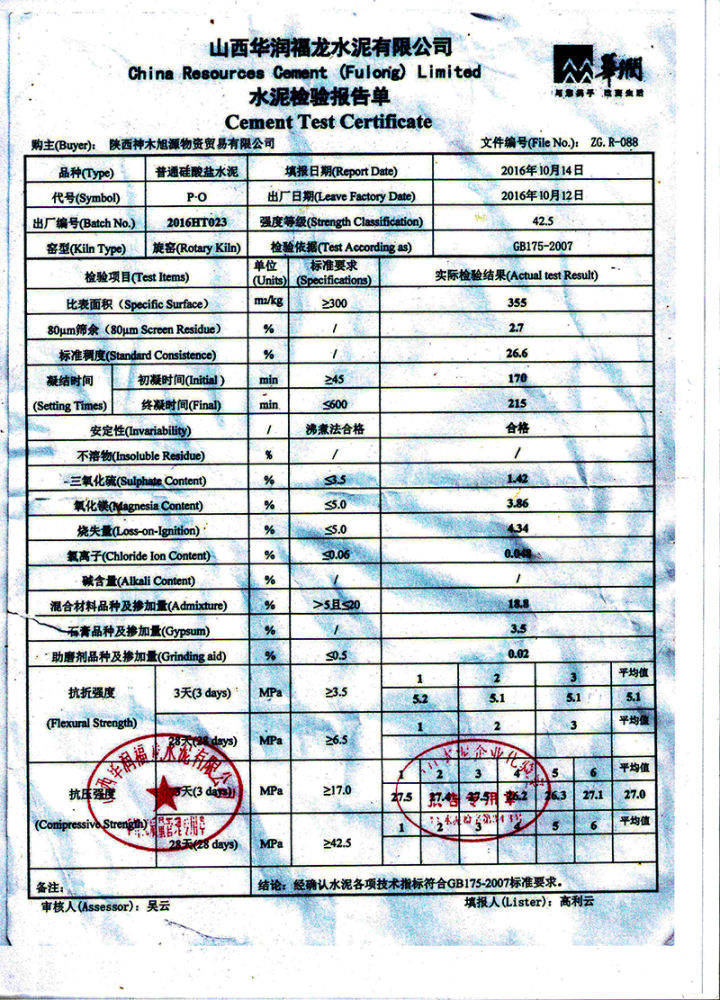 山西华润福龙水泥有限公司
China Resources Cement (Fulong) Limited
水泥检验报告单
Cement Test Certificate
华润
购主(Buyer): 陕西神木旭源物资贸易有限公司 文件编号(File No.): ZG.R-088
品种(Type) 普通硅酸盐水泥 填报日期(Report Date) 2016年10月14日
代号(Symbol) P·O 出厂日期(Leave Factory Date) 2016年10月12日
出厂编号(Batch No.) 2016HT023 强度等级(Strength Classification) 42.5
窑型(Kiln Type) 旋窑(Rotary Kiln) 检验依据(Test According as) GB175-2007
检验项目(Test Items) 单位(Units) 标准要求(Specifications) 实际检验结果(Actual test Result)
比表面积（Specific Surface） m2/kg ≥300 355
80μm筛余（80μm Screen Residue） % / 2.7
标准稠度(Standard Consistence) % / 26.6
凝结时间 初凝时间(Initial) min ≥45 170
(Setting Times) 终凝时间(Final) min ≤600 215
安定性(Invariability) / 沸煮法合格 合格
不溶物(Insoluble Residue) % / /
三氧化硫(Sulphate Content) % ≤3.5 1.42
氧化镁(Magnesia Content) % ≤5.0 3.86
烧失量(Loss-on-Ignition) % ≤5.0 4.34
氯离子(Chloride Ion Content) % ≤0.06 0.048
碱含量(Alkali Content) % / /
混合材料品种及掺加量(Admixture) % ＞5且≤20 18.8
石膏品种及掺加量(Gypsum) % / 3.5
助磨剂品种及掺加量(Grinding aid) % ≤0.5 0.02
抗折强度 3天(3 days) MPa ≥3.5 1 2 3 平均值
5.2 5.1 5.1 5.1
(Flexural Strength) 28天(28 days) MPa ≥6.5 1 2 3 平均值
抗压强度 3天(3 days) MPa ≥17.0 1 2 3 4 5 6 平均值
27.5 27.4 27.5 26.2 26.3 27.1 27.0
(Compressive Strength) 28天(28 days) MPa ≥42.5 1 2 3 4 5 6 平均值
山西华润福龙水泥有限公司
报告专用章
备注: 结论：经确认水泥各项技术指标符合GB175-2007标准要求。
审核人(Assessor): 吴云 填报人(Lister): 高利云